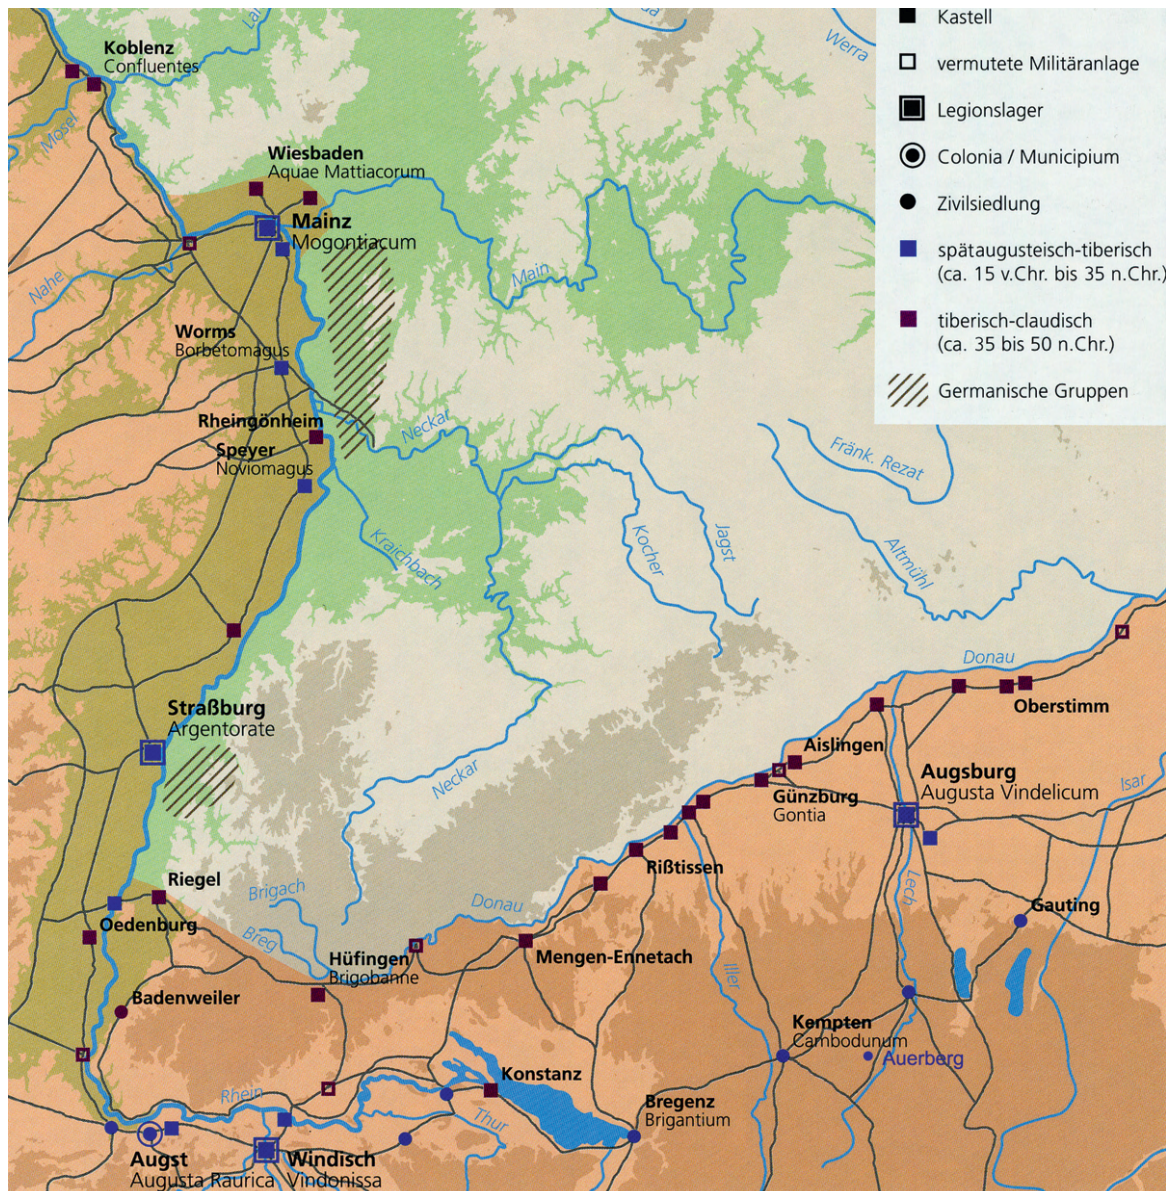 Koblenz
Confluentes
Mosel
Nahe
Wiesbaden
Aquae Mattiacorum
Mainz
Mogontiacum
Main
Werra
Kastell
vermutete Militäranlage
Legionslager
Colonia / Municipium
Zivilsiedlung
spätaugusteisch-tiberisch
(ca. 15 v.Chr. bis 35 n.Chr.)
tiberisch-claudisch
(ca. 35 bis 50 n.Chr.)
Germanische Gruppen
Worms
Borbetomagus
Rheingönheim
Speyer
Noviomagus
Neckar
Kraichbach
Kocher
Jagst
Fränk. Rezat
Altmühl
Straßburg
Argentorate
Neckar
Donau
Oberstimm
Aislingen
Günzburg
Gontia
Augsburg
Augusta Vindelicum
Isar
Rißtissen
Riegel
Oedenburg
Brigach
Breg
Donau
Hüfingen
Brigobanne
Mengen-Ennetach
Iller
Lech
Gauting
Badenweiler
Kempten
Cambodunum
Auerberg
Rhein
Konstanz
Thur
Bregenz
Brigantium
Augst
Augusta Raurica
Windisch
Vindonissa